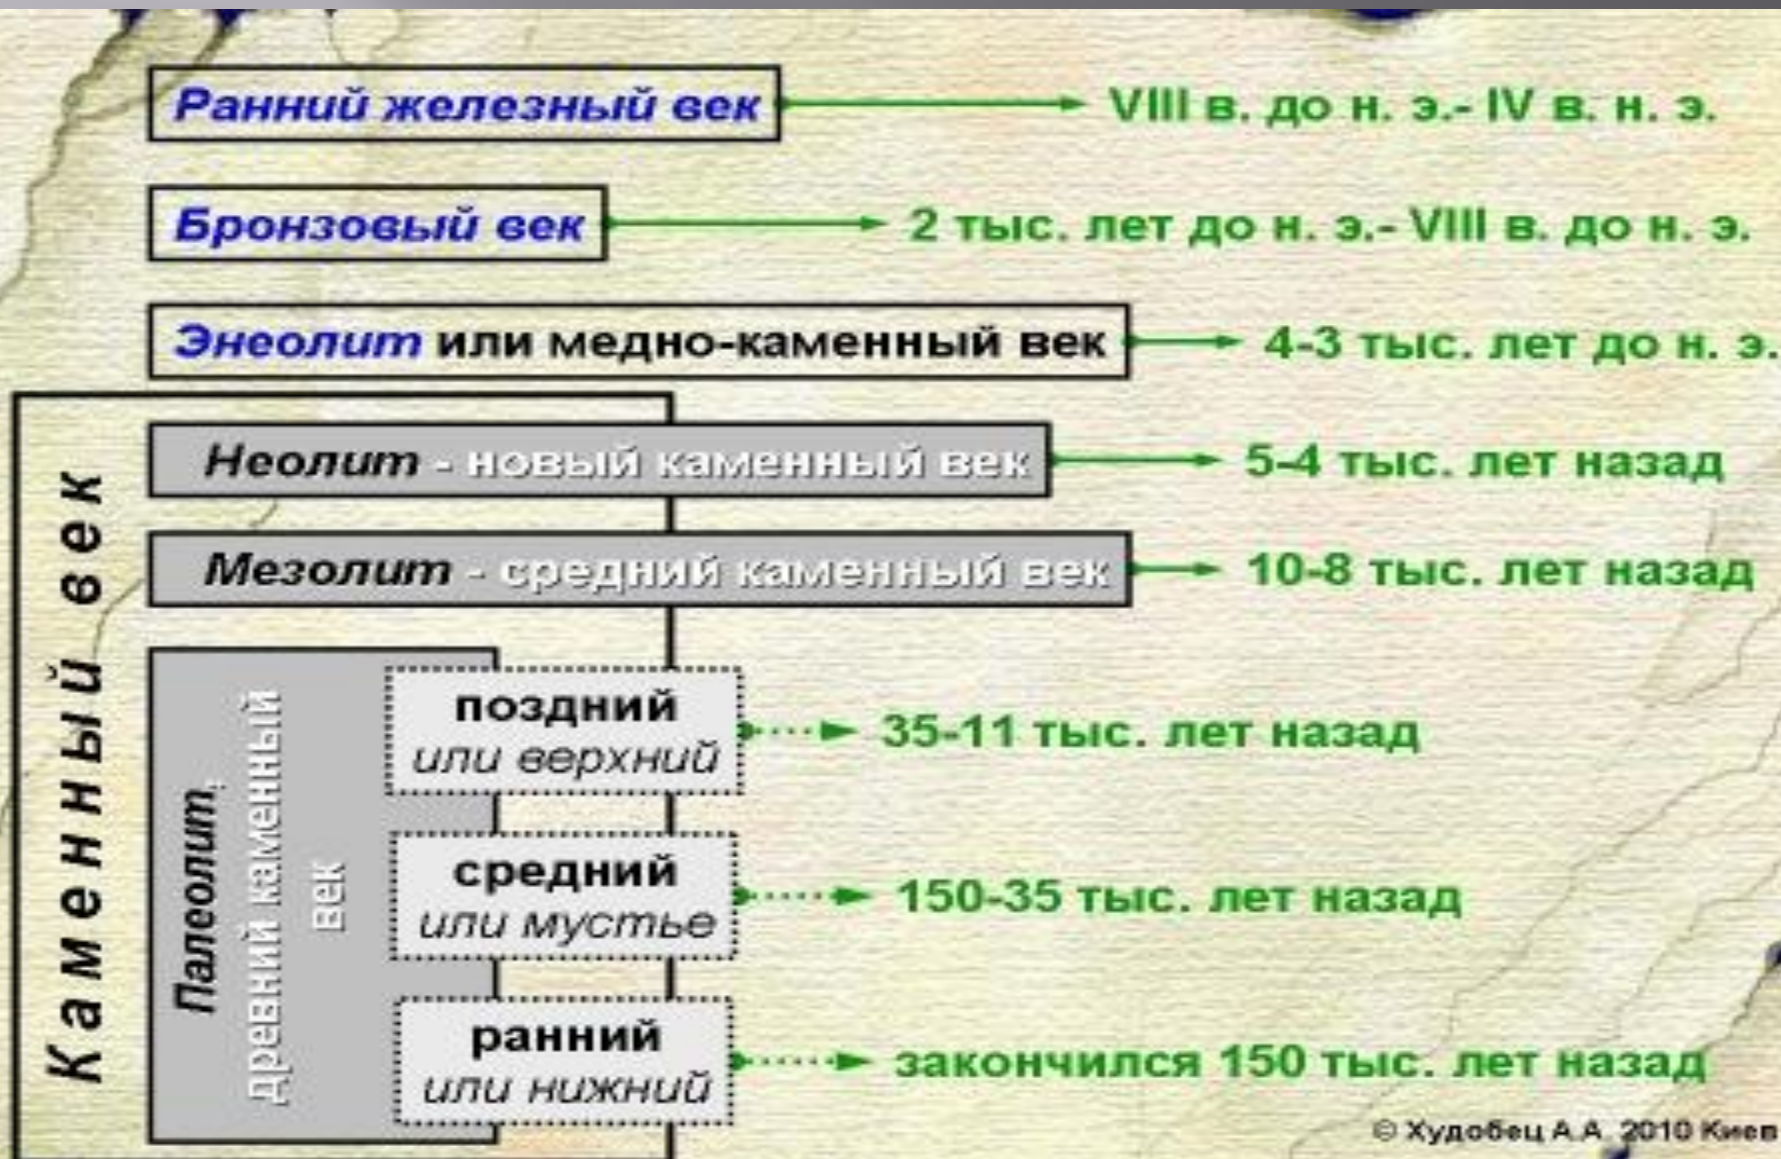 Ранний железный век
VIII в. до н. э.- IV в. н. э.
Бронзовый век
2 тыс. лет до н. э.- VIII в. до н. э.
Энеолит или медно-каменный век
4-3 тыс. лет до н. э.
Каменный век
Неолит - новый каменный век
5-4 тыс. лет назад
Мезолит - средний каменный век
10-8 тыс. лет назад
Палеолит,
древний каменный
век
поздний
или верхний
35-11 тыс. лет назад
средний
или мустье
150-35 тыс. лет назад
ранний
или нижний
закончился 150 тыс. лет назад
© Худобец А.А. 2010 Киев